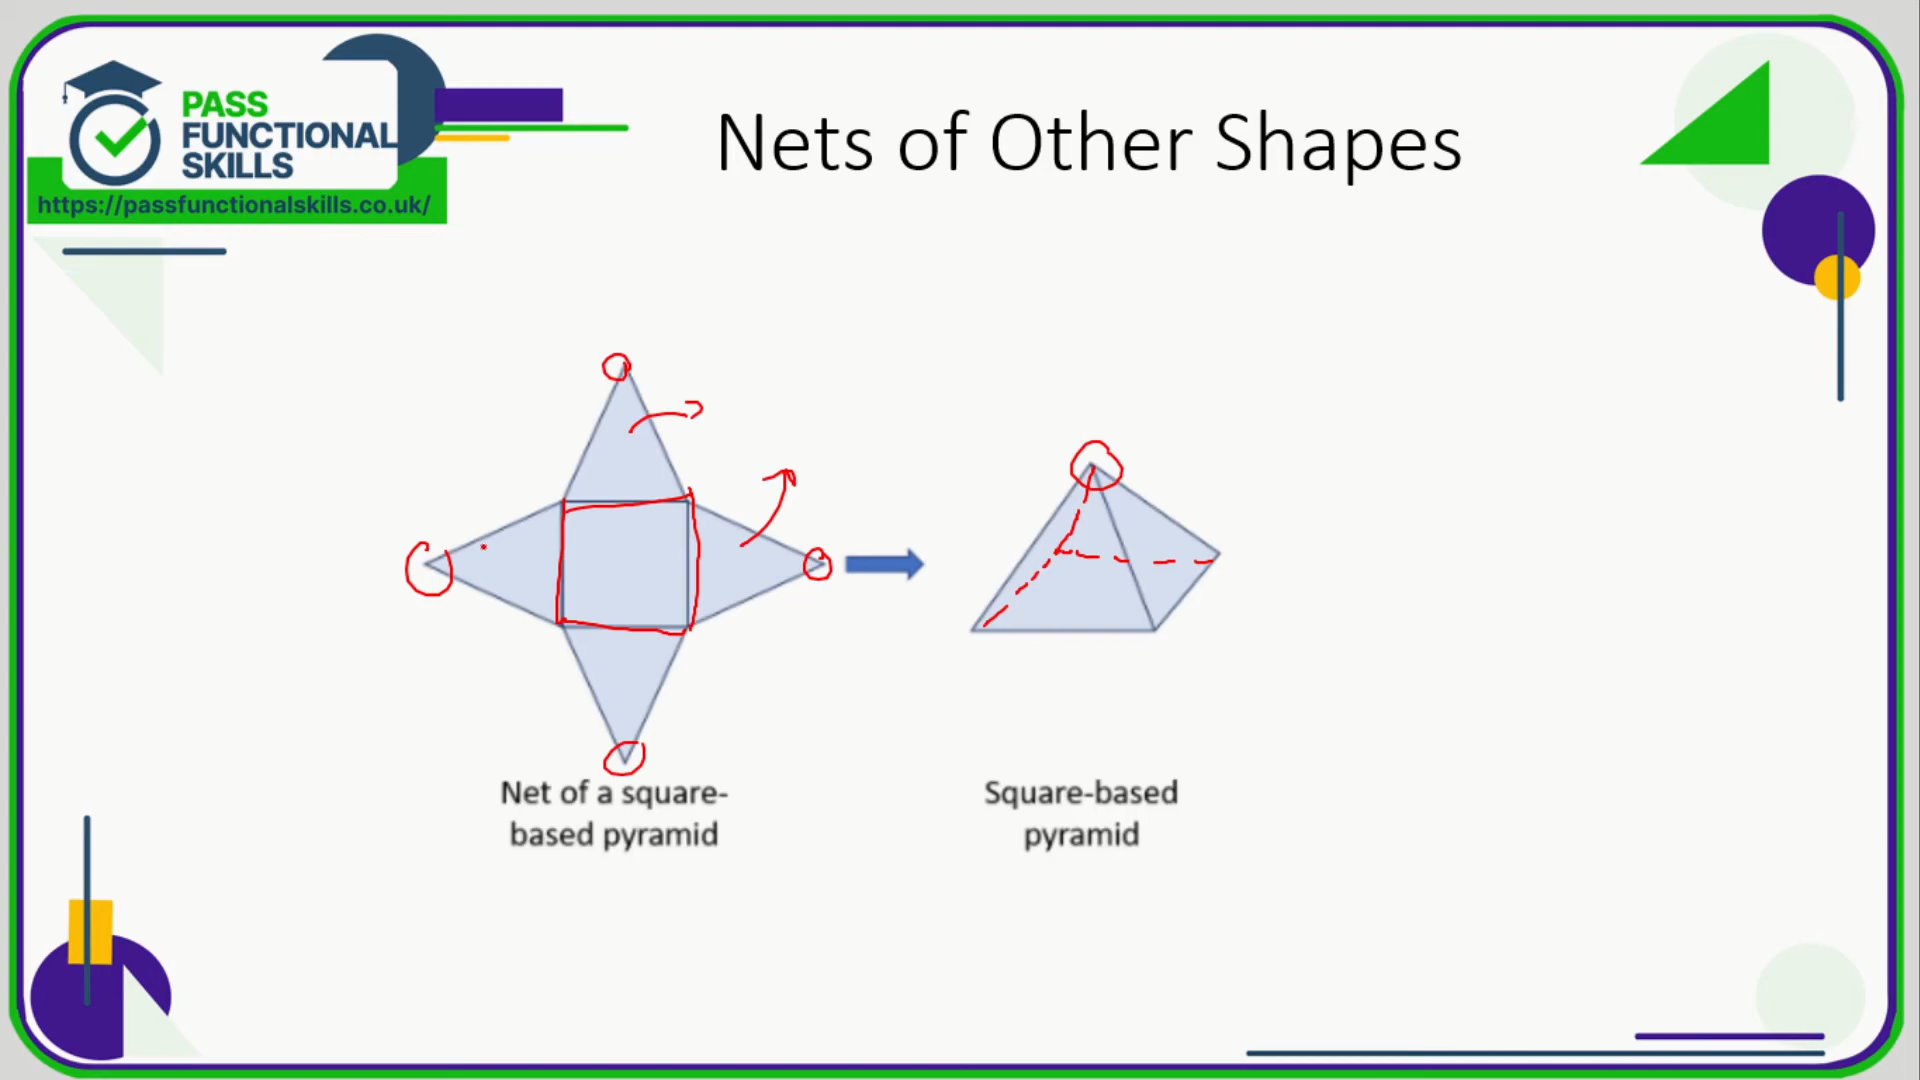 PASS
FUNCTIONAL
SKILLS
https://passfunctionalskills.co.uk/
Nets of Other Shapes
Net of a square-
based pyramid
Square-based
pyramid